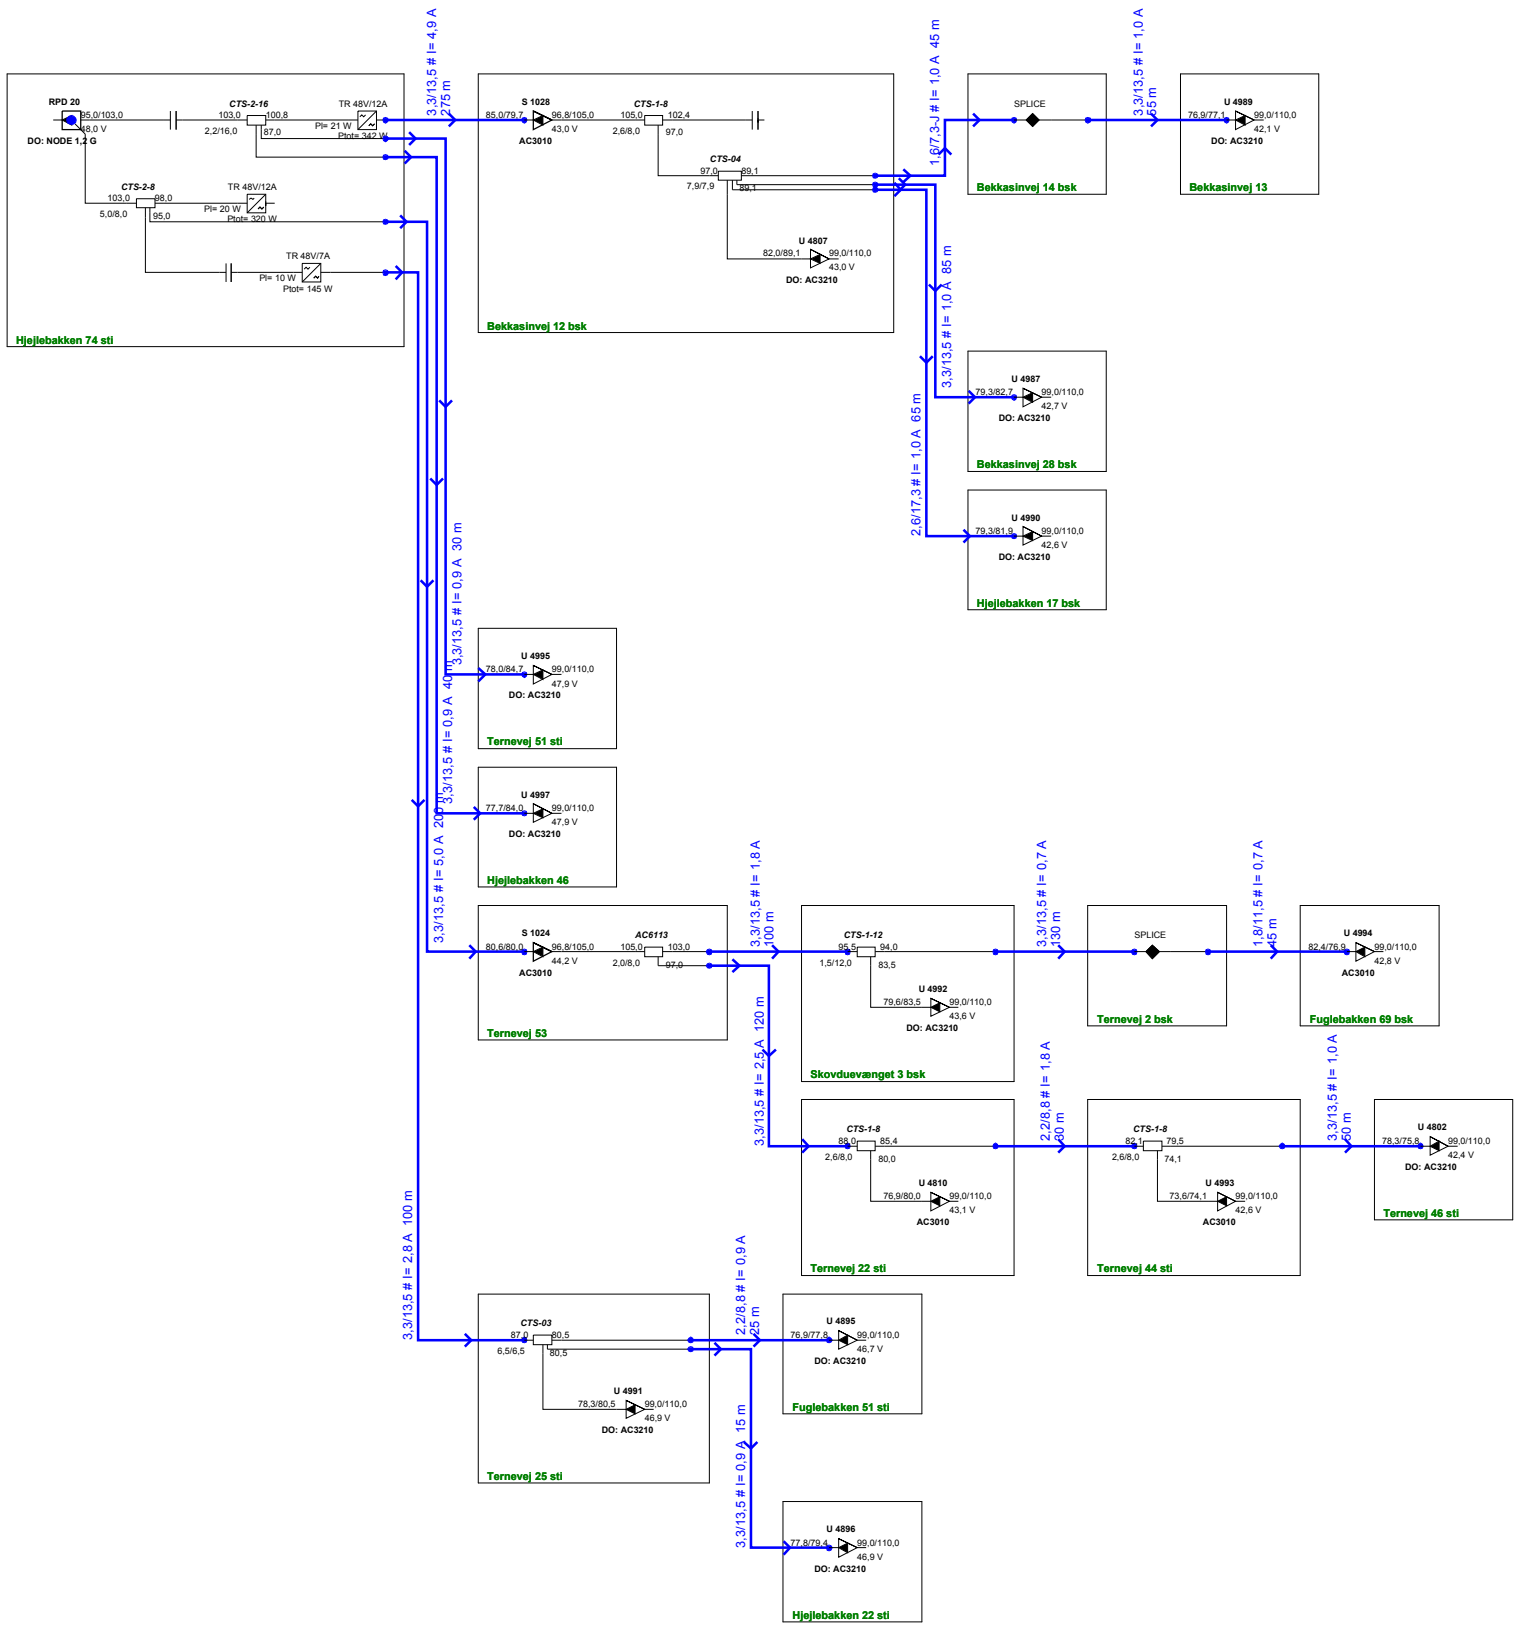 3,3/13,5 # I= 4,9 A
275 m
1,6/7,3-J # I= 1,0 A 45 m
3,3/13,5 # I= 1,0 A
55 m
RPD 20
95,0/103,0
48,0 V
DO: NODE 1,2 G
CTS-2-16
103,0
100,8
2,2/16,0
87,0
TR 48V/12A
PI= 21 W
Ptot= 342 W
CTS-2-8
103,0
98,0
5,0/8,0
95,0
TR 48V/12A
PI= 20 W
Ptot= 320 W
TR 48V/7A
PI= 10 W
Ptot= 145 W
Hjejlebakken 74 sti
85,0/79,7
S 1028
96,8/105,0
43,0 V
AC3010
CTS-1-8
105,0
102,4
2,6/8,0
97,0
CTS-04
97,0
89,1
7,9/7,9
89,1
U 4807
82,0/89,1
99,0/110,0
43,0 V
DO: AC3210
Bekkasinvej 12 bsk
SPLICE
Bekkasinvej 14 bsk
U 4989
76,9/77,1
99,0/110,0
42,1 V
DO: AC3210
Bekkasinvej 13
3,3/13,5 # I= 1,0 A 85 m
2,6/17,3 # I= 1,0 A 65 m
U 4987
79,3/82,7
99,0/110,0
42,7 V
DO: AC3210
Bekkasinvej 28 bsk
U 4990
79,3/81,9
99,0/110,0
42,6 V
DO: AC3210
Hjejlebakken 17 bsk
3,3/13,5 # I= 0,9 A 30 m
U 4995
78,0/84,7
99,0/110,0
47,9 V
DO: AC3210
Ternevej 51 sti
3,3/13,5 # I= 0,9 A 40 m
U 4997
77,7/84,0
99,0/110,0
47,9 V
DO: AC3210
Hjejlebakken 46
3,3/13,5 # I= 5,0 A 200 m
S 1024
80,6/80,0
96,8/105,0
44,2 V
AC3010
AC6113
105,0
103,0
2,0/8,0
97,0
Ternevej 53
3,3/13,5 # I= 1,8 A
100 m
CTS-1-12
95,5
94,0
1,5/12,0
83,5
U 4992
79,6/83,5
99,0/110,0
43,6 V
DO: AC3210
Skovduevænget 3 bsk
3,3/13,5 # I= 0,7 A
130 m
SPLICE
Ternevej 2 bsk
1,8/11,5 # I= 0,7 A
45 m
U 4994
82,4/76,9
99,0/110,0
42,8 V
AC3010
Fuglebakken 69 bsk
3,3/13,5 # I= 2,5 A 120 m
CTS-1-8
88,0
85,4
2,6/8,0
80,0
U 4810
76,9/80,0
99,0/110,0
43,1 V
AC3010
Ternevej 22 sti
2,2/8,8 # I= 1,8 A
CTS-1-8
82,1
79,5
2,6/8,0
74,1
U 4993
73,6/74,1
99,0/110,0
42,6 V
AC3010
Ternevej 44 sti
3,3/13,5 # I= 1,0 A
50 m
U 4802
78,3/75,8
99,0/110,0
42,4 V
DO: AC3210
Ternevej 46 sti
3,3/13,5 # I= 2,8 A 100 m
CTS-03
87,0
80,5
6,5/6,5
80,5
U 4991
78,3/80,5
99,0/110,0
46,9 V
DO: AC3210
Ternevej 25 sti
2,2/8,8 # I= 0,9 A
25 m
U 4895
76,9/77,8
99,0/110,0
46,7 V
DO: AC3210
Fuglebakken 51 sti
3,3/13,5 # I= 0,9 A 15 m
U 4896
77,8/79,4
99,0/110,0
46,9 V
DO: AC3210
Hjejlebakken 22 sti